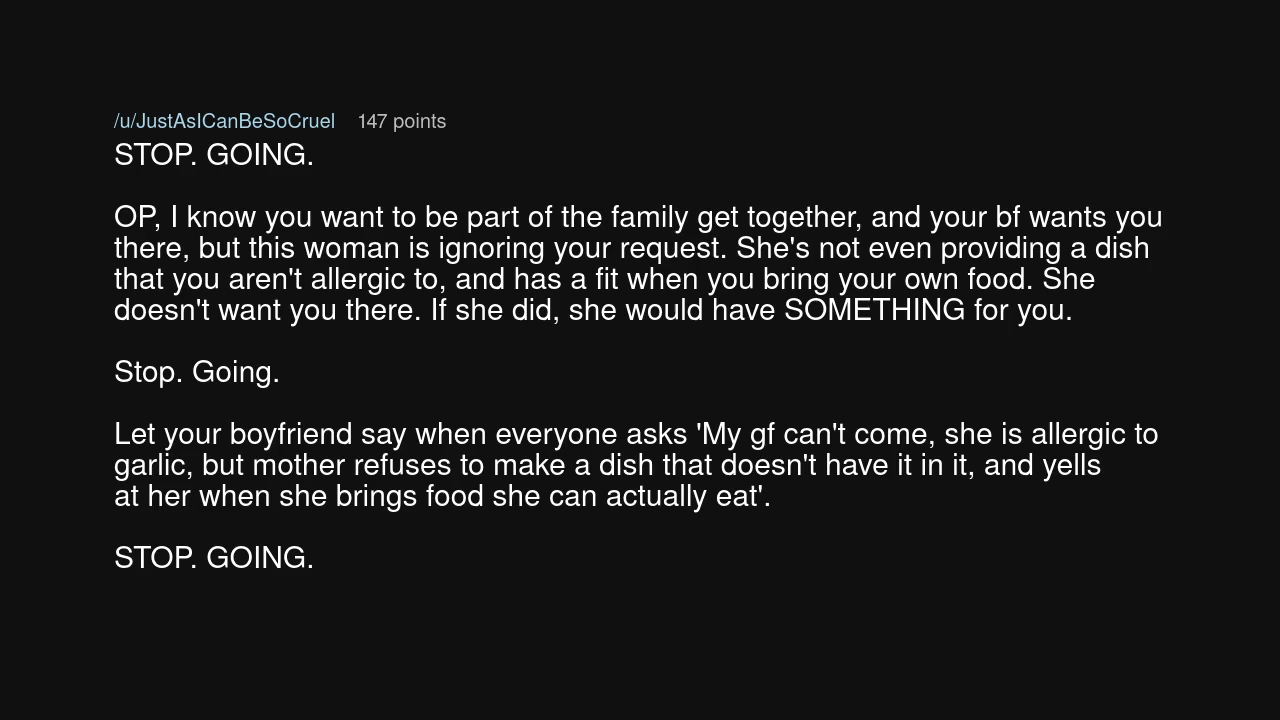 /u/JustAsICanBeSoCruel 147 points
STOP. GOING.
OP, I know you want to be part of the family get together, and your bf wants you
there, but this woman is ignoring your request. She's not even providing a dish
that you aren't allergic to, and has a fit when you bring your own food. She
doesn't want you there. If she did, she would have SOMETHING for you.
Stop. Going.
Let your boyfriend say when everyone asks 'My gf can't come, she is allergic to
garlic, but mother refuses to make a dish that doesn't have it in it, and yells
at her when she brings food she can actually eat'.
STOP. GOING.